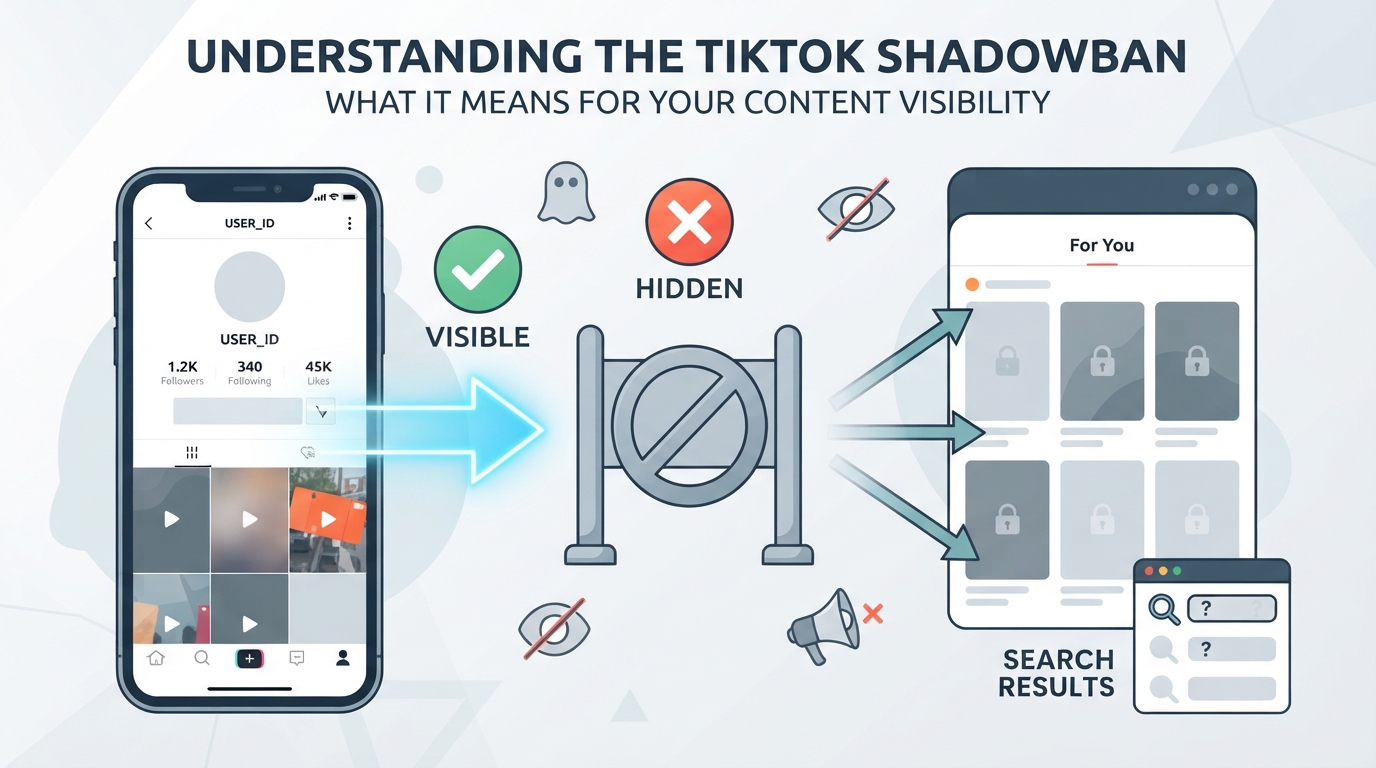 UNDERSTANDING THE TIKTOK SHADOWBAN
WHAT IT MEANS FOR YOUR CONTENT VISIBILITY
USER_ID
USER_ID
1.2K 340 45K
Followers Following Likes
VISIBLE
HIDDEN
For You
SEARCH
RESULTS
? ?
?